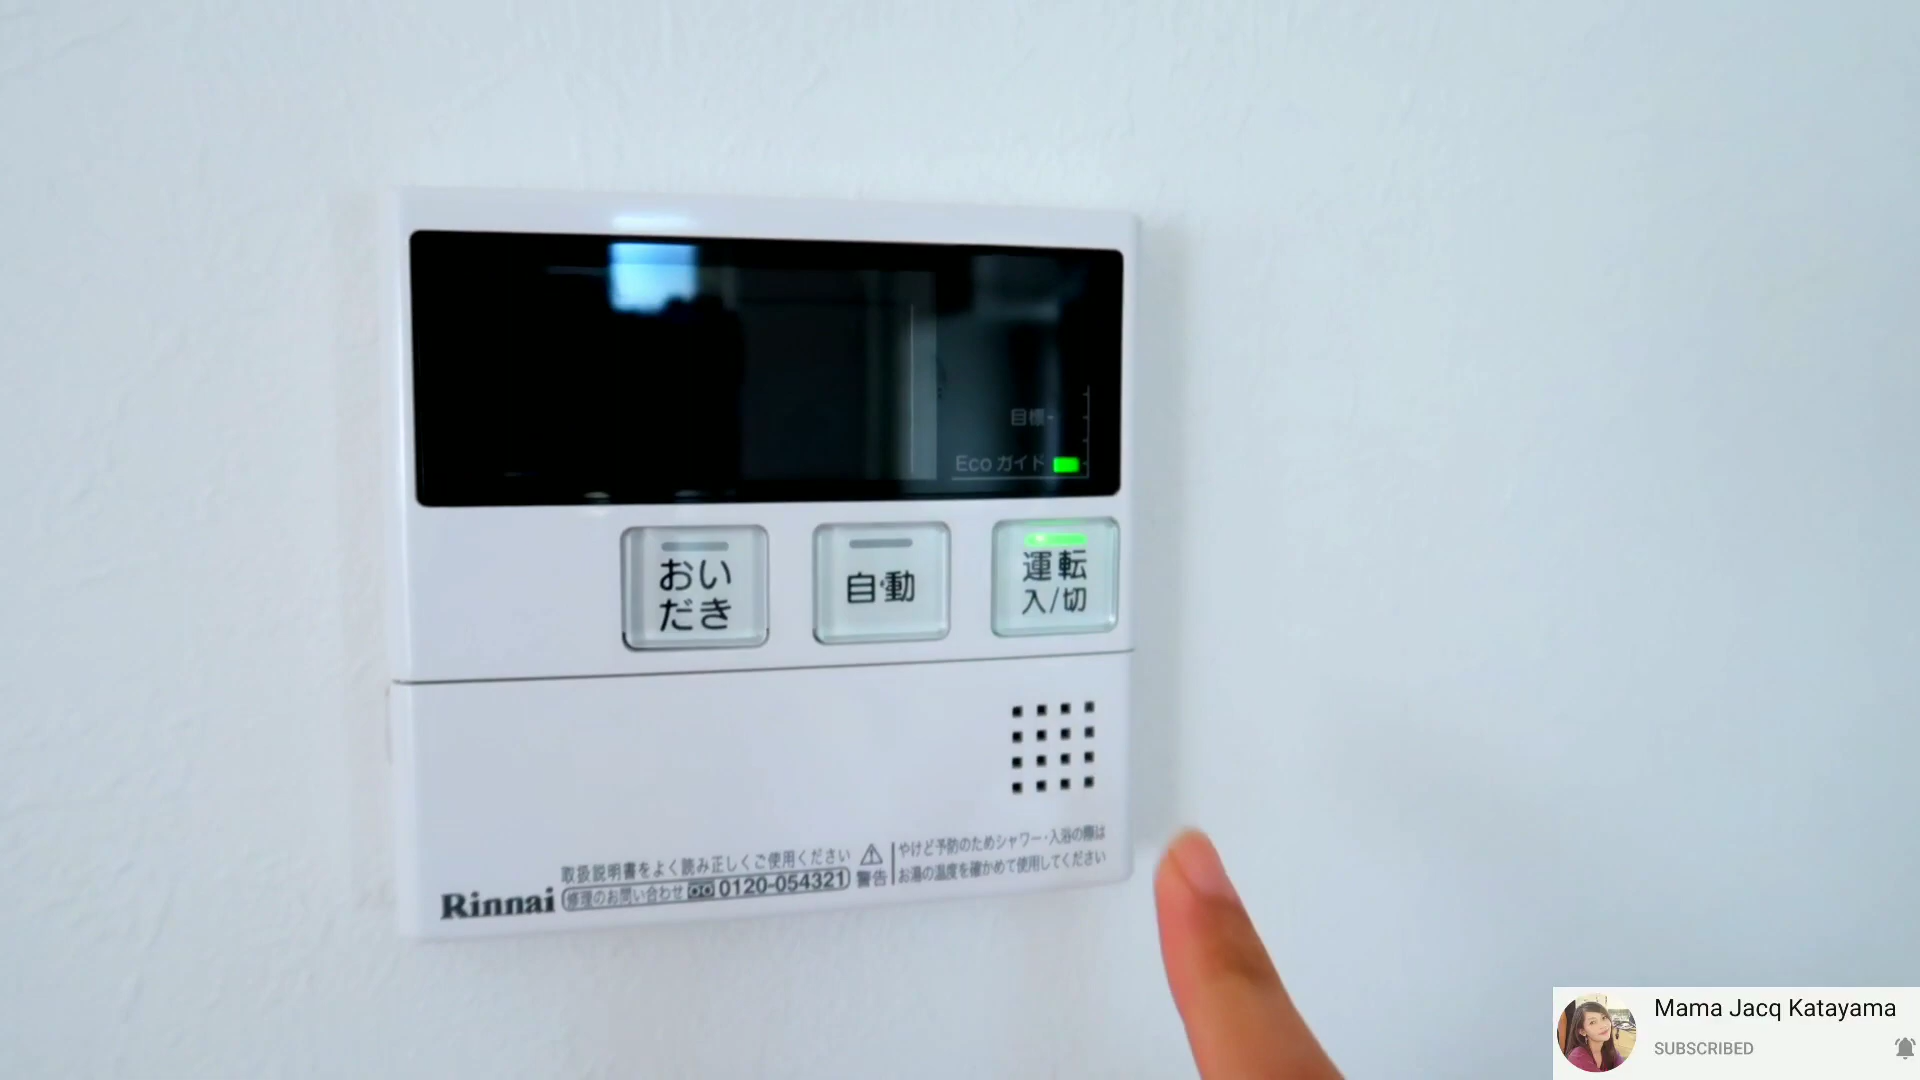 目標
Eco ガイド
おい
だき
自動
運転
入/切
取扱説明書をよく読み正しくご使用ください
修理のお問い合わせ 0120-054321
警告
やけど予防のためシャワー・入浴の際は
お湯の温度を確かめて使用してください
Rinnai
Mama Jacq Katayama
SUBSCRIBED